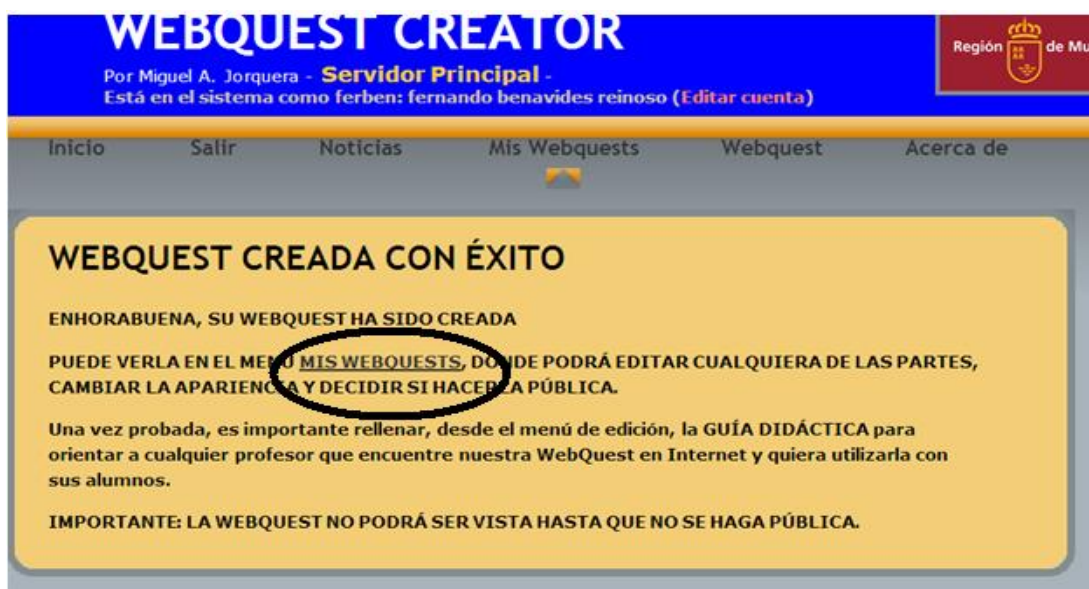 WEBQUEST CREATOR
Región de Mu
Por Miguel A. Jorquera - Servidor Principal -
Está en el sistema como ferben: fernando benavides reinoso (Editar cuenta)
Inicio Salir Noticias Mis Webquests Webquest Acerca de
WEBQUEST CREADA CON ÉXITO
ENHORABUENA, SU WEBQUEST HA SIDO CREADA
PUEDE VERLA EN EL MENÚ MIS WEBQUESTS, DONDE PODRÁ EDITAR CUALQUIERA DE LAS PARTES,
CAMBIAR LA APARIENCIA Y DECIDIR SI HACERLA PÚBLICA.
Una vez probada, es importante rellenar, desde el menú de edición, la GUÍA DIDÁCTICA para
orientar a cualquier profesor que encuentre nuestra WebQuest en Internet y quiera utilizarla con
sus alumnos.
IMPORTANTE: LA WEBQUEST NO PODRÁ SER VISTA HASTA QUE NO SE HAGA PÚBLICA.